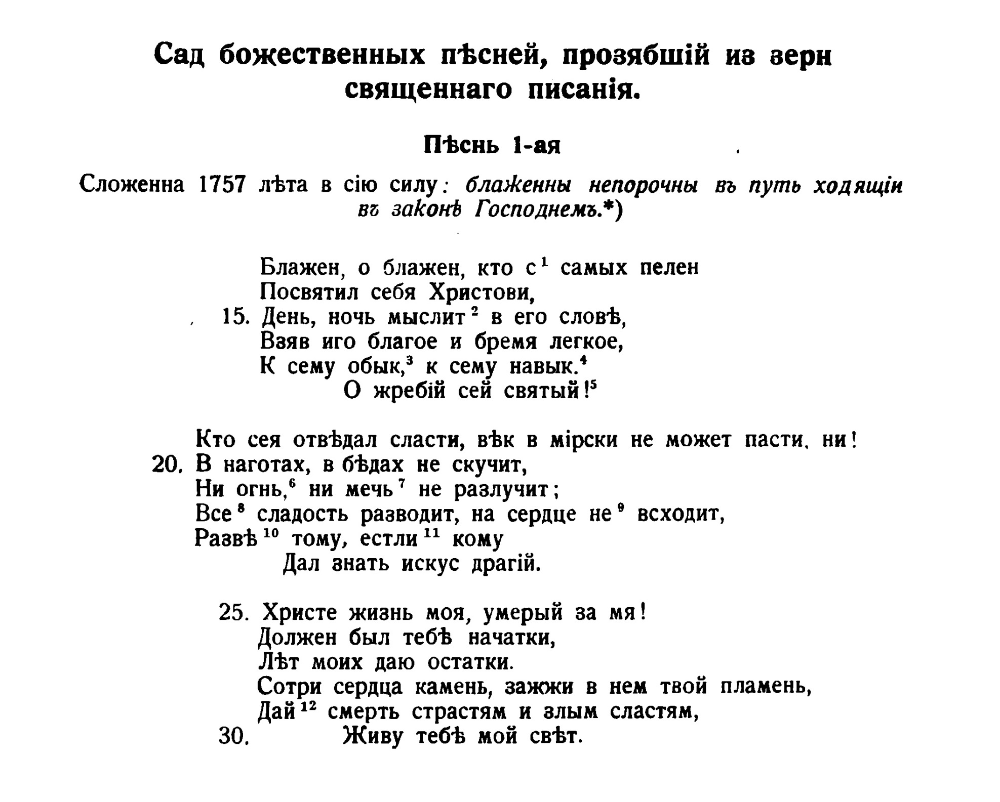 Сад божественных пѣсней, прозябшій из зерн
священнаго писанія.
Пѣснь 1-ая
Сложенна 1757 лѣта в сію силу: блаженны непорочны въ путь ходящіи
въ законѣ Господнемъ.*)
Блажен, о блажен, кто с¹ самых пелен
Посвятил себя Христови,
15. День, ночь мыслит² в его словѣ,
Взяв иго благое и бремя легкое,
К сему обык,³ к сему навык.⁴
О жребій сей святый!⁵
Кто сея отвѣдал сласти, вѣк в мірски не может пасти, ни!
20. В наготах, в бѣдах не скучит,
Ни огнь,⁶ ни мечь⁷ не разлучит;
Все⁸ сладость разводит, на сердце не⁹ всходит,
Развѣ¹⁰ тому, естли¹¹ кому
Дал знать искус драгій.
25. Христе жизнь моя, умерый за мя!
Должен был тебѣ начатки,
Лѣт моих даю остатки.
Сотри сердца камень, зажжи в нем твой пламень,
Дай¹² смерть страстям и злым сластям,
30. Живу тебѣ мой свѣт.